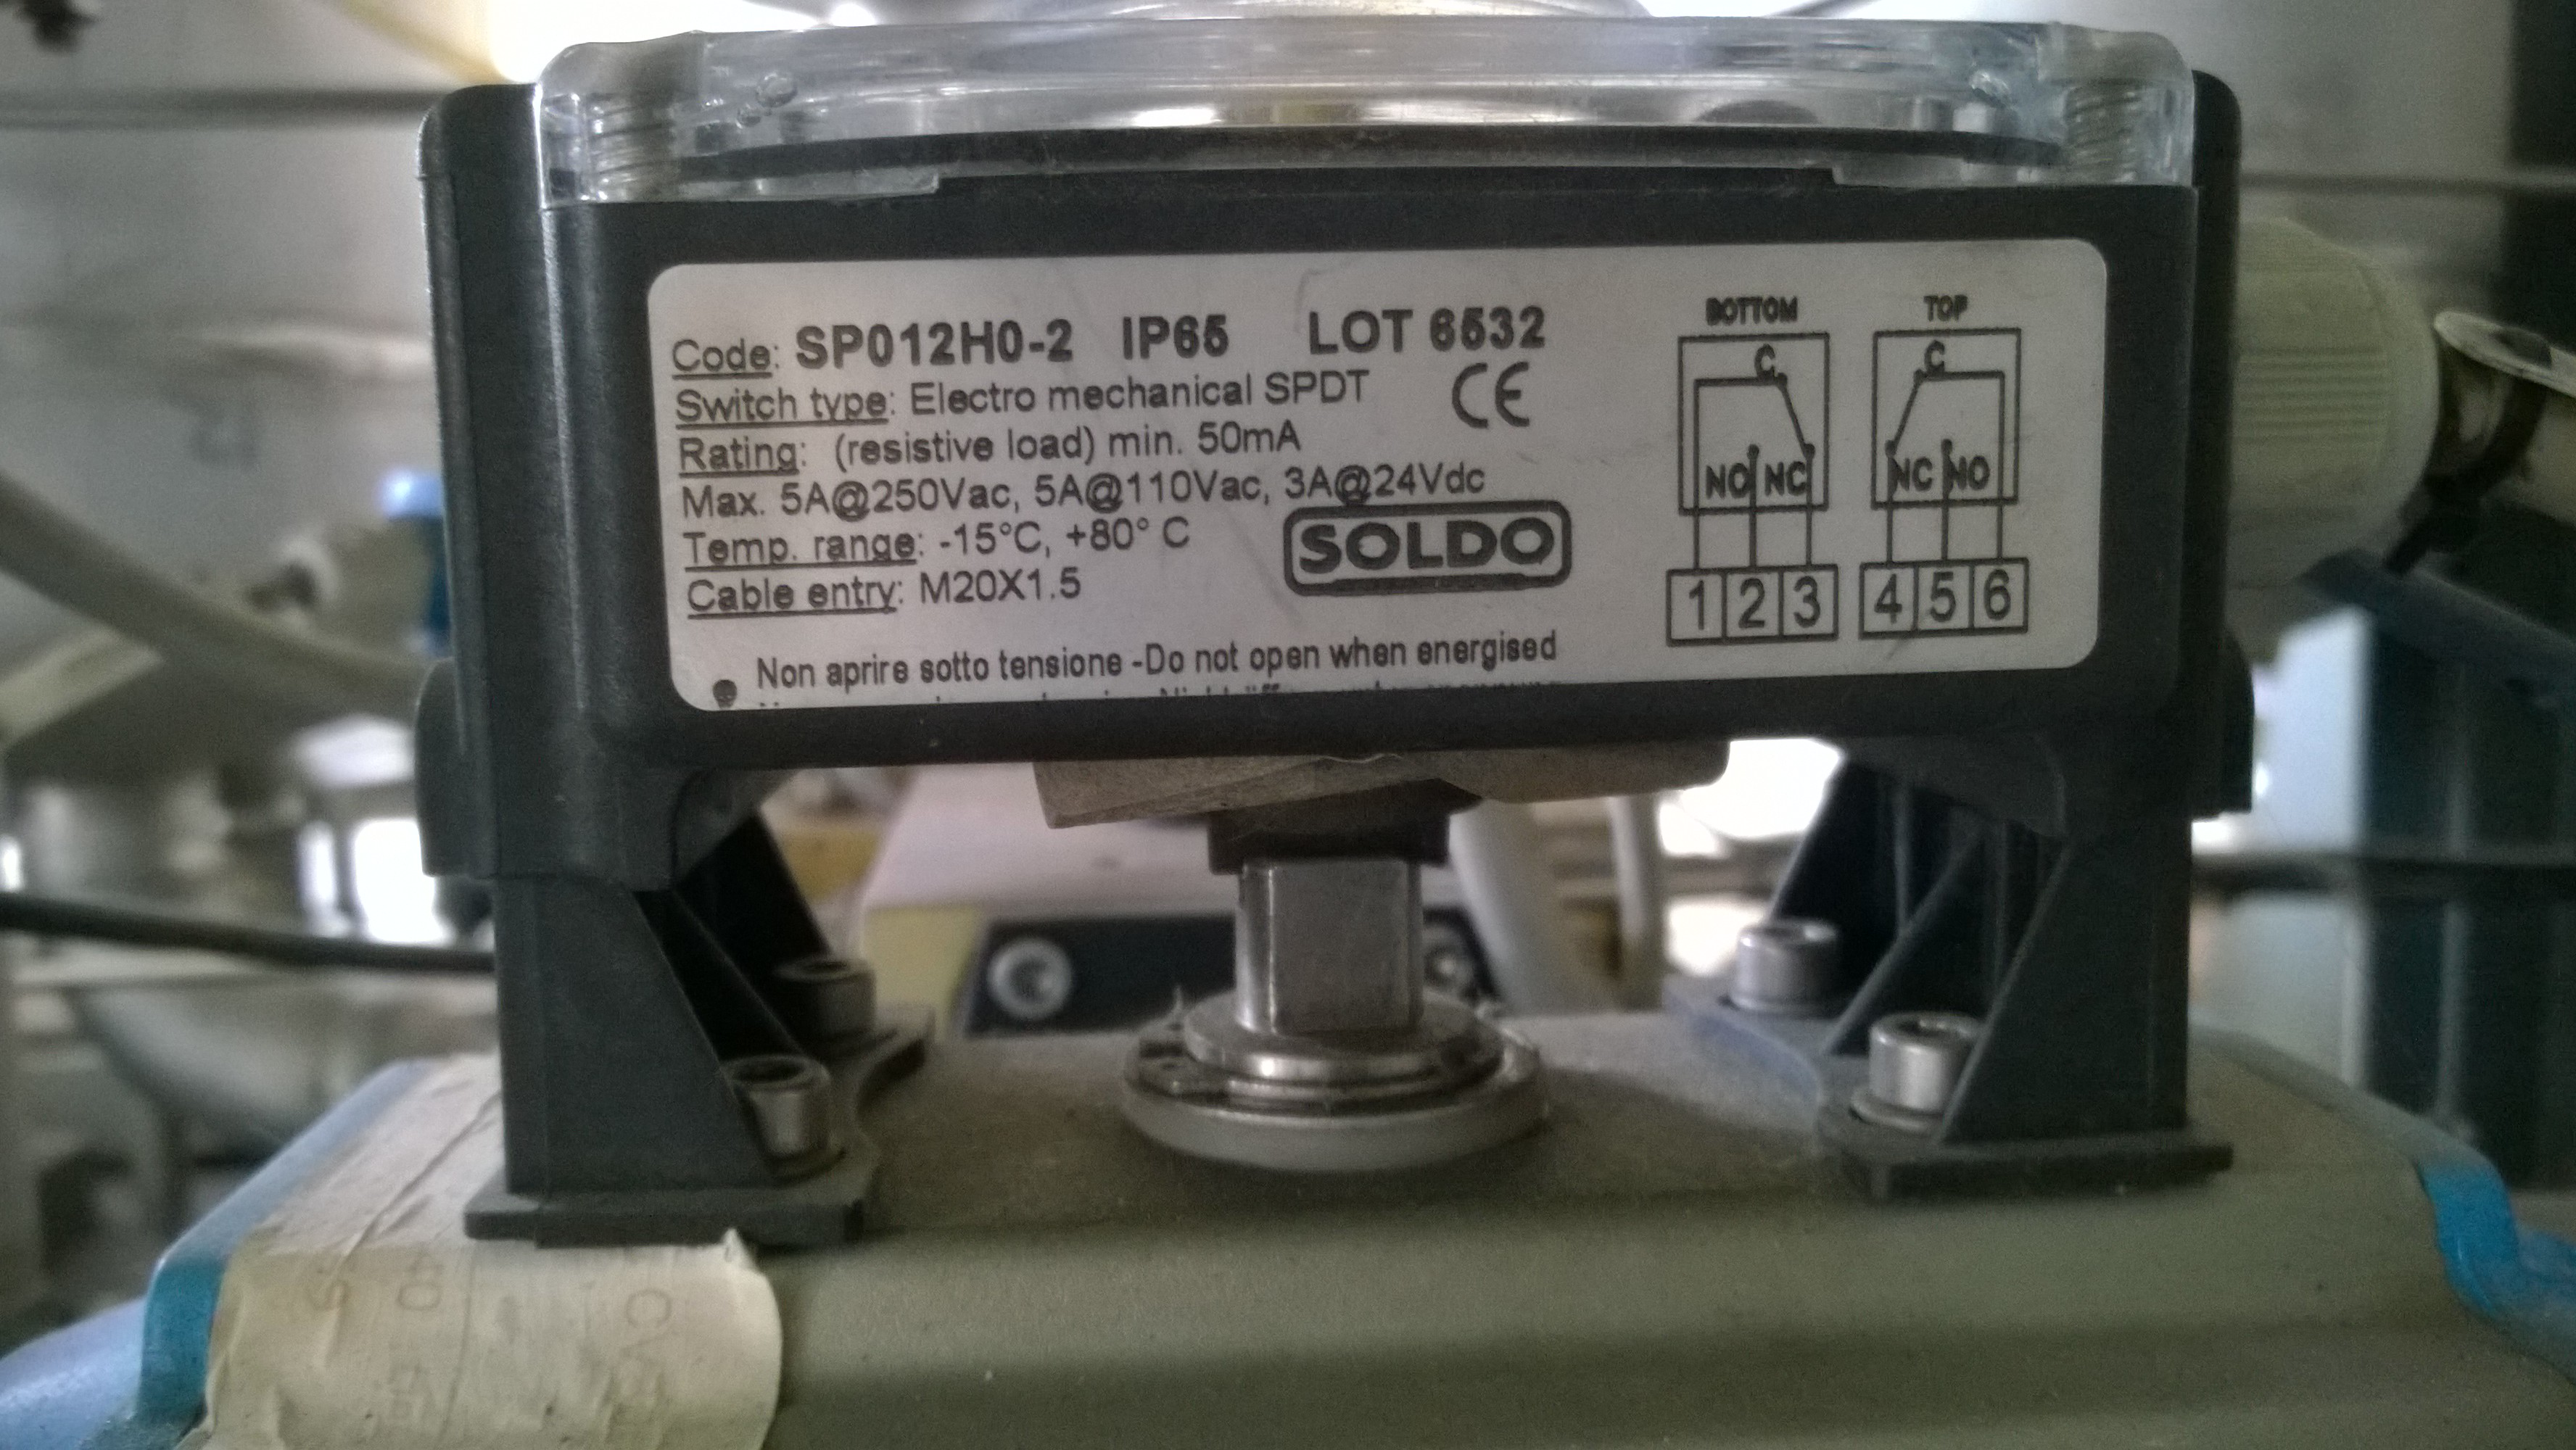 Code: SP012H0-2 IP65 LOT 6532
Switch type: Electro mechanical SPDT CE
Rating: (resistive load) min. 50mA
Max. 5A@250Vac, 5A@110Vac, 3A@24Vdc
Temp. range: -15°C, +80° C
SOLDO
Cable entry: M20X1.5
Non aprire sotto tensione -Do not open when energised
BOTTOM TOP
C C
NO NC NC NO
1 2 3 4 5 6